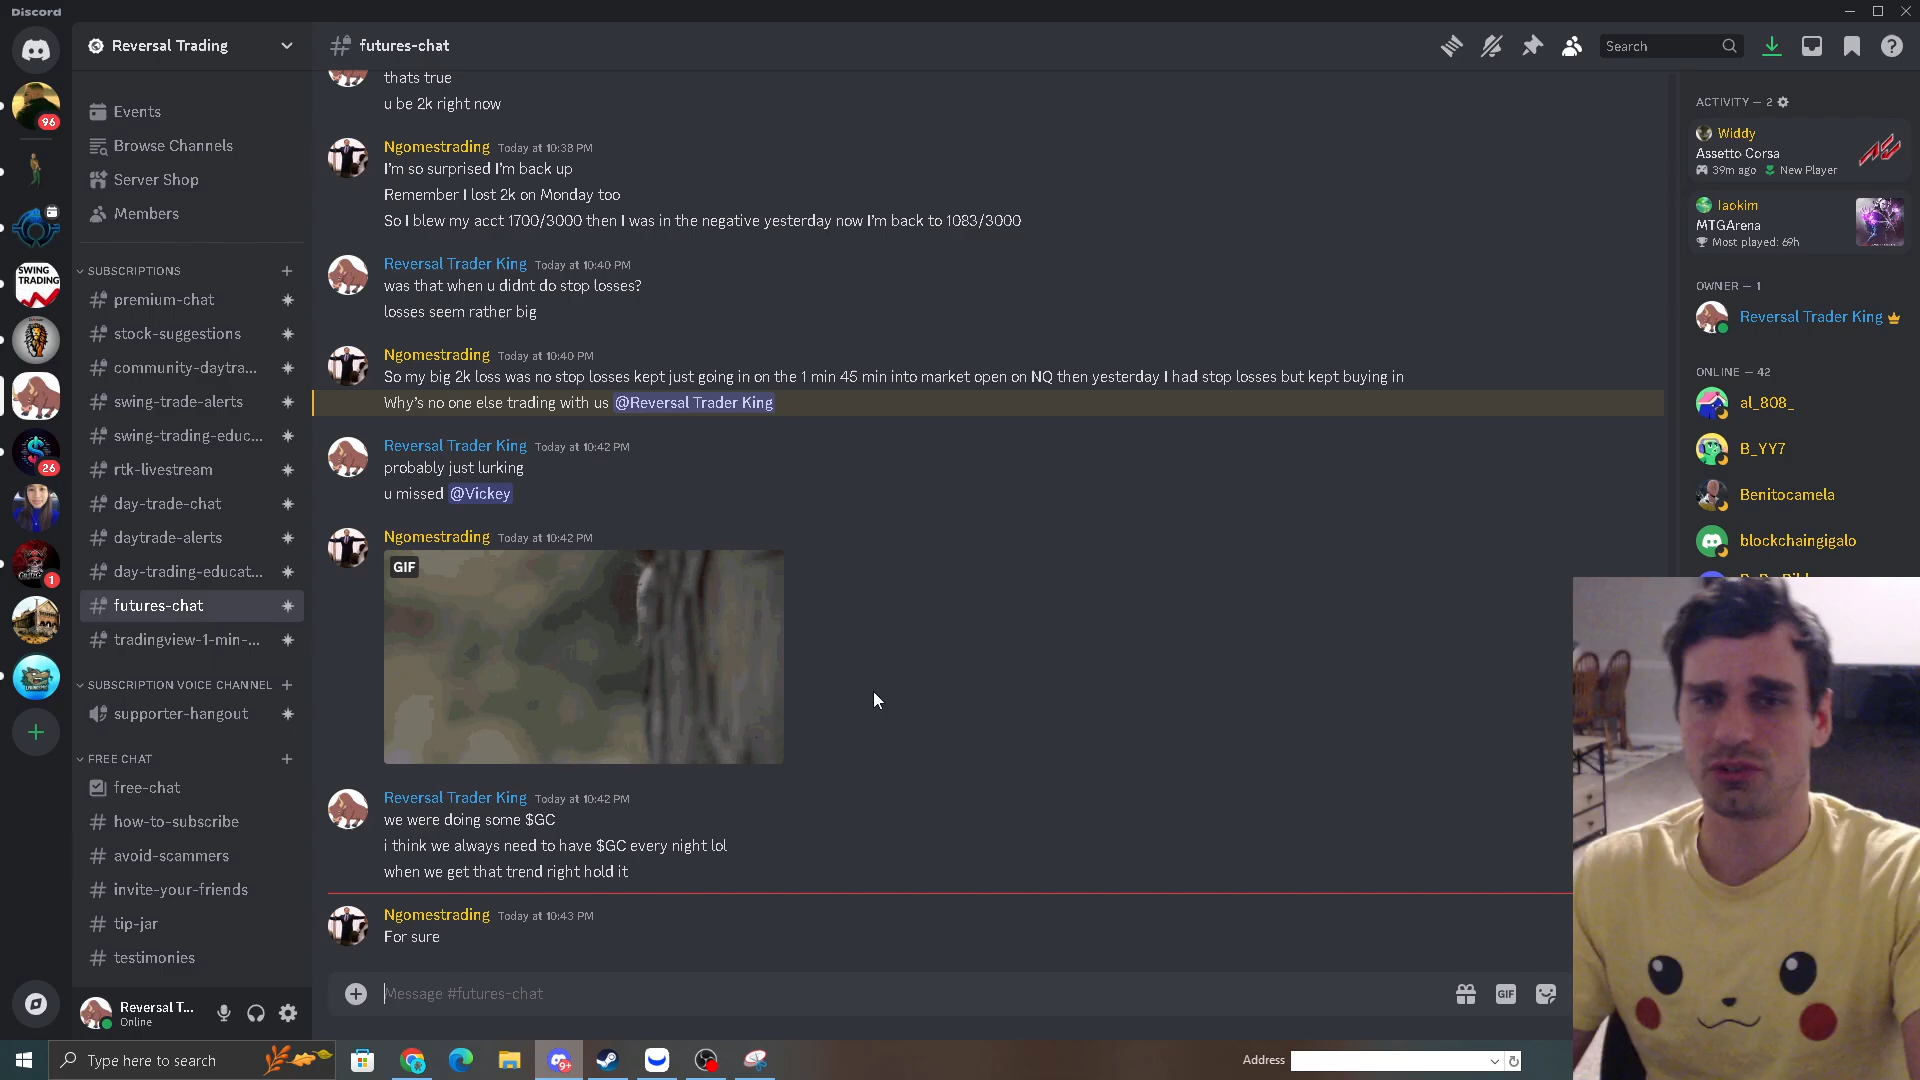 Discord
Reversal Trading
futures-chat
Search
Events
Browse Channels
Server Shop
Members
SUBSCRIPTIONS
premium-chat
stock-suggestions
community-daytra...
swing-trade-alerts
swing-trading-educ...
rtk-livestream
day-trade-chat
daytrade-alerts
day-trading-educat...
futures-chat
tradingview-1-min-...
SUBSCRIPTION VOICE CHANNEL
supporter-hangout
FREE CHAT
free-chat
how-to-subscribe
avoid-scammers
invite-your-friends
tip-jar
testimonies
Reversal T...
Online
96
SWING
TRADING
26
1
thats true
u be 2k right now
Ngomestrading Today at 10:38 PM
I'm so surprised I'm back up
Remember I lost 2k on Monday too
So I blew my acct 1700/3000 then I was in the negative yesterday now I'm back to 1083/3000
Reversal Trader King Today at 10:40 PM
was that when u didnt do stop losses?
losses seem rather big
Ngomestrading Today at 10:40 PM
So my big 2k loss was no stop losses kept just going in on the 1 min 45 min into market open on NQ then yesterday I had stop losses but kept buying in
Why's no one else trading with us @Reversal Trader King
Reversal Trader King Today at 10:42 PM
probably just lurking
u missed @Vickey
Ngomestrading Today at 10:42 PM
GIF
Reversal Trader King Today at 10:42 PM
we were doing some $GC
i think we always need to have $GC every night lol
when we get that trend right hold it
Ngomestrading Today at 10:43 PM
For sure
Message #futures-chat
GIF
ACTIVITY — 2
Widdy
Assetto Corsa
39m ago New Player
laokim
MTGArena
Most played: 69h
OWNER — 1
Reversal Trader King
ONLINE — 42
al_808_
B_YY7
Benitocamela
blockchaingigalo
Type here to search
9+
Address